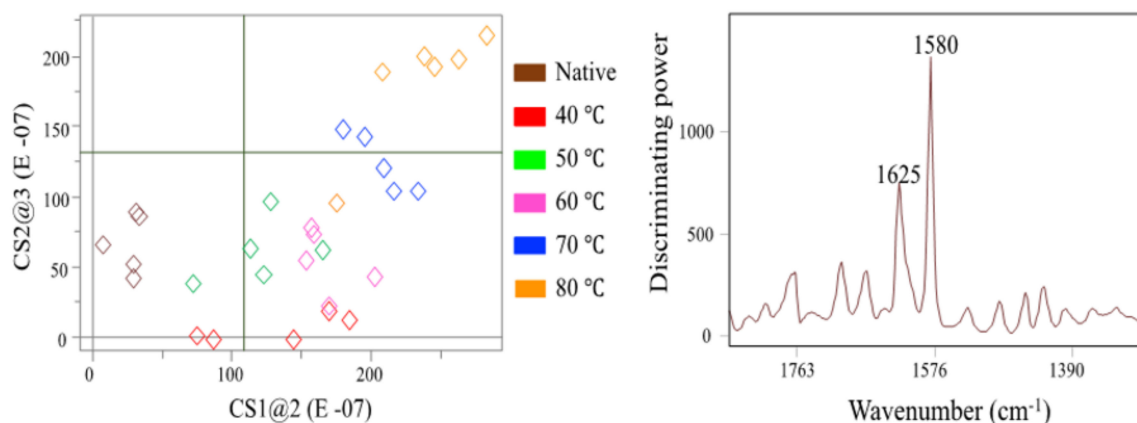 200
150
100
50
0
CS2@3 (E -07)
0
100
200
CS1@2 (E -07)
Native
40 °C
50 °C
60 °C
70 °C
80 °C
Discriminating power
1000
500
0
1580
1625
1763
1576
1390
Wavenumber (cm⁻¹)